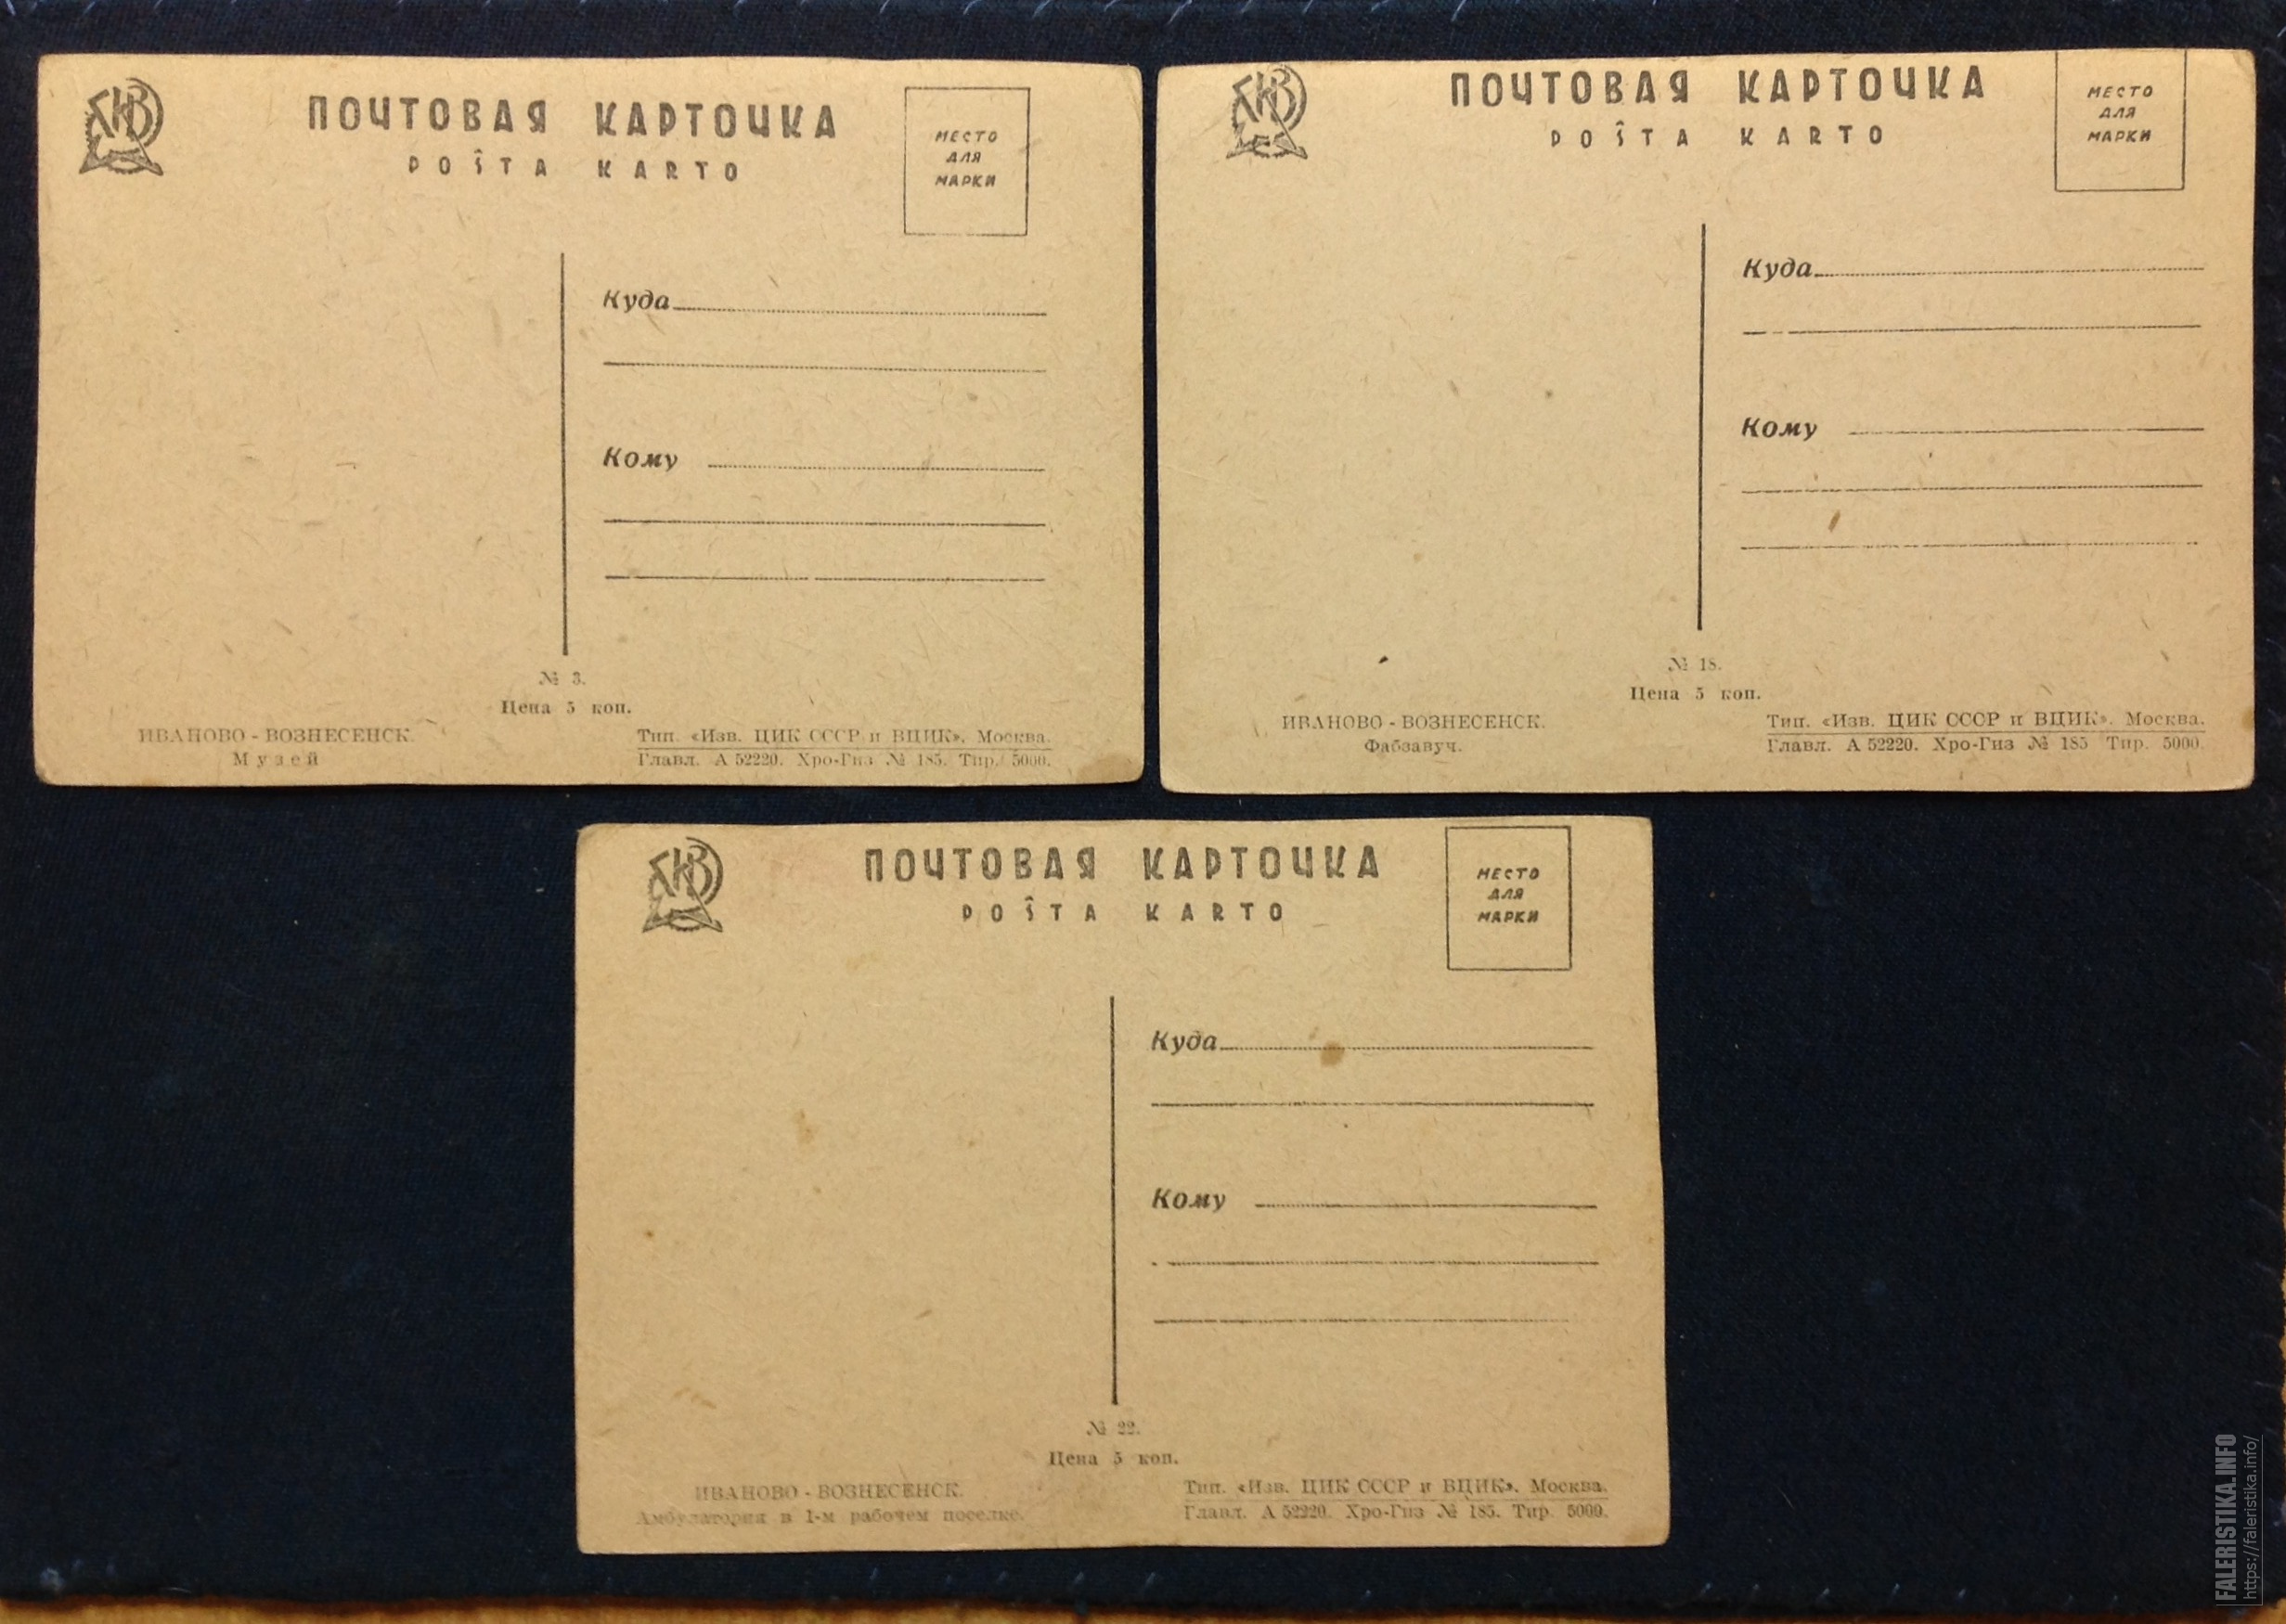 ПОЧТОВАЯ КАРТОЧКА
POŜTA KARTO
МЕСТО
ДЛЯ
МАРКИ
Куда
Кому
№ 3.
Цена 5 коп.
ИВАНОВО - ВОЗНЕСЕНСК.
Музей
Тип. «Изв. ЦИК СССР и ВЦИК». Москва.
Главл. А 52220. Хро-Гиз № 185. Тир. 5000.
ПОЧТОВАЯ КАРТОЧКА
POŜTA KARTO
МЕСТО
ДЛЯ
МАРКИ
Куда
Кому
№ 18.
Цена 5 коп.
ИВАНОВО - ВОЗНЕСЕНСК.
Фабзавуч.
Тип. «Изв. ЦИК СССР и ВЦИК». Москва.
Главл. А 52220. Хро-Гиз № 185 Тир. 5000.
ПОЧТОВАЯ КАРТОЧКА
POŜTA KARTO
МЕСТО
ДЛЯ
МАРКИ
Куда
Кому
№ 22.
Цена 5 коп.
ИВАНОВО - ВОЗНЕСЕНСК.
Амбулатория в 1-м рабочем поселке.
Тип. «Изв. ЦИК СССР и ВЦИК». Москва.
Главл. А 52220. Хро-Гиз № 185. Тир. 5000.
FALERISTIKA.INFO
https://faleristika.info/